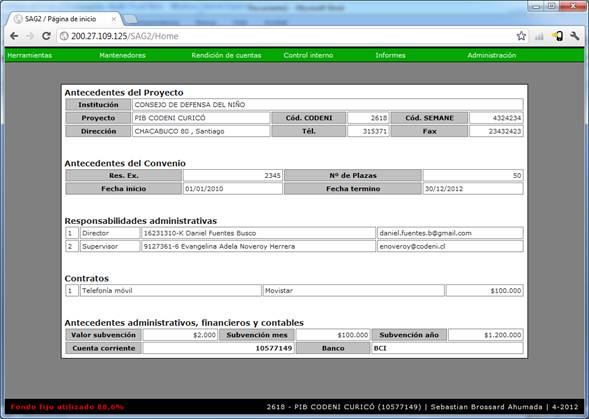 SAG2 / Página de inicio
200.27.109.125/SAG2/Home
Herramientas Mantenedores Rendición de cuentas Control interno Informes Administración
Antecedentes del Proyecto
Institución CONSEJO DE DEFENSA DEL NIÑO
Proyecto PIB CODENI CURICÓ Cód. CODENI 2618 Cód. SEMANE 4324234
Dirección CHACABUCO 80 , Santiago Tél. 315371 Fax 23432423
Antecedentes del Convenio
Res. Ex. 2345 Nº de Plazas 50
Fecha inicio 01/01/2010 Fecha termino 30/12/2012
Responsabilidades administrativas
1 Director 16231310-K Daniel Fuentes Busco daniel.fuentes.b@gmail.com
2 Supervisor 9127361-6 Evangelina Adela Noveroy Herrera enoveroy@codeni.cl
Contratos
1 Telefonía móvil Movistar $100.000
Antecedentes administrativos, financieros y contables
Valor subvención $2.000 Subvención mes $100.000 Subvención año $1.200.000
Cuenta corriente 10577149 Banco BCI
Fondo fijo utilizado 88,6% 2618 - PIB CODENI CURICÓ (10577149) | Sebastian Brossard Ahumada | 4-2012